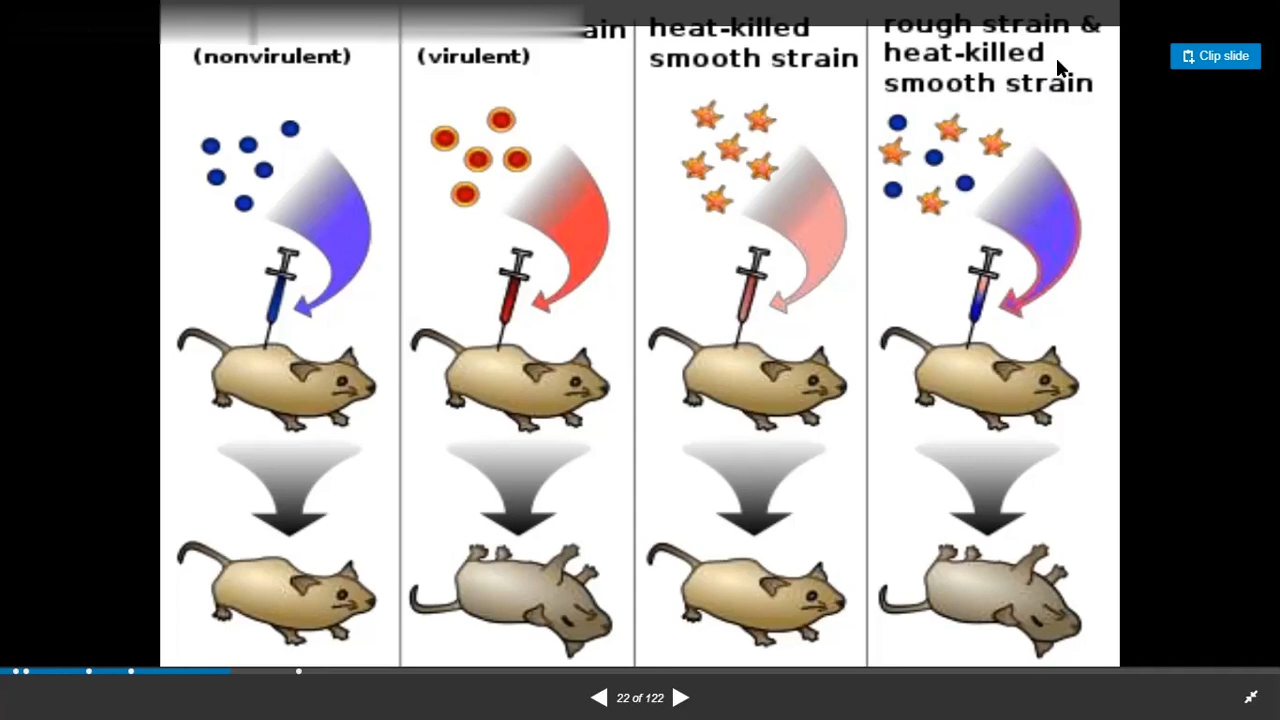 (nonvirulent)
ain
(virulent)
heat-killed
smooth strain
rough strain &
heat-killed
smooth strain
Clip slide
22 of 122